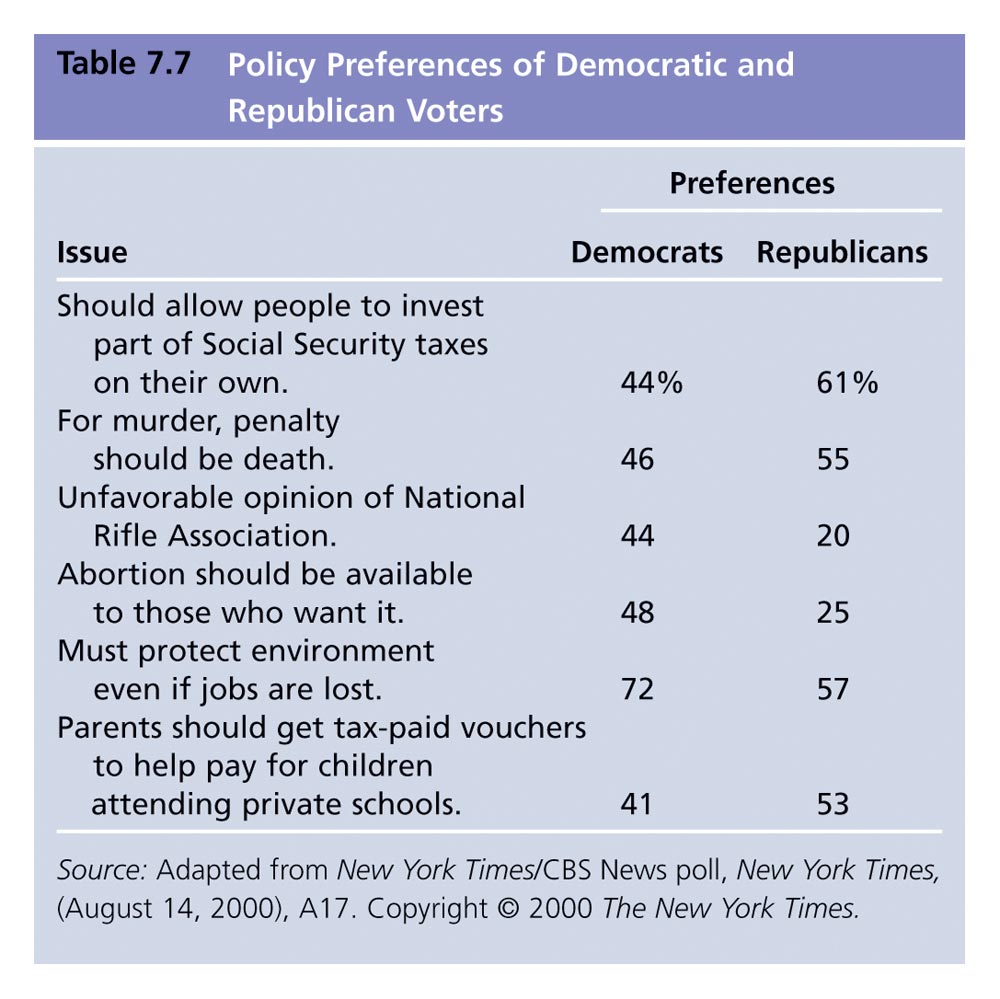 Table 7.7 Policy Preferences of Democratic and
Republican Voters
Preferences
Issue Democrats Republicans
Should allow people to invest
part of Social Security taxes
on their own. 44% 61%
For murder, penalty
should be death. 46 55
Unfavorable opinion of National
Rifle Association. 44 20
Abortion should be available
to those who want it. 48 25
Must protect environment
even if jobs are lost. 72 57
Parents should get tax-paid vouchers
to help pay for children
attending private schools. 41 53
Source: Adapted from New York Times/CBS News poll, New York Times,
(August 14, 2000), A17. Copyright © 2000 The New York Times.